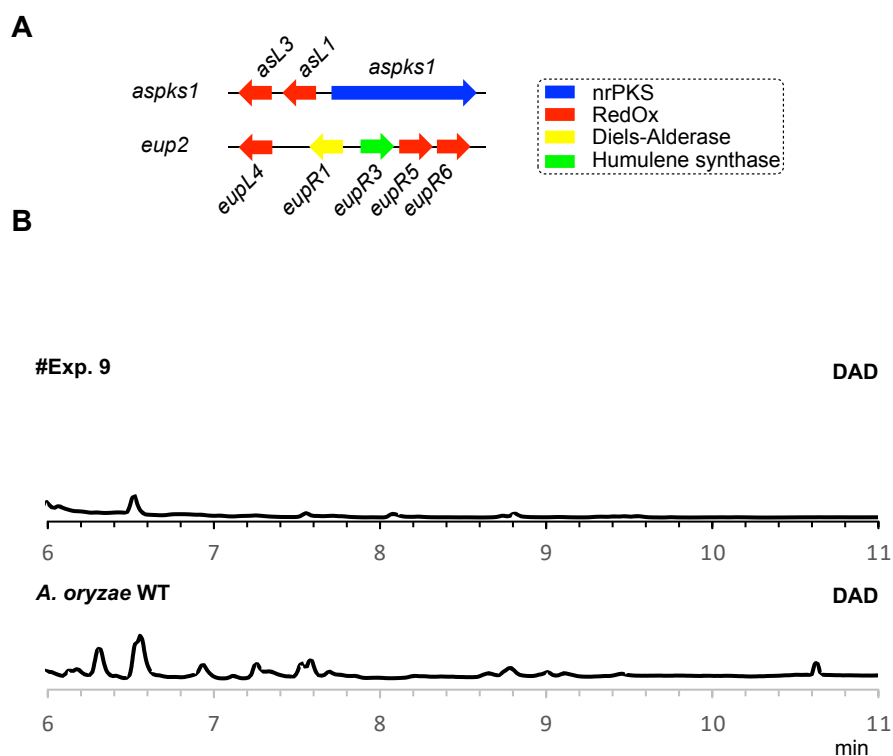 A
asL3 asL1 aspks1
aspks1
eup2
eupL4 eupR1 eupR3 eupR5 eupR6
nrPKS
RedOx
Diels-Alderase
Humulene synthase
B
#Exp. 9 DAD
6 7 8 9 10 11
A. oryzae WT DAD
6 7 8 9 10 11
min